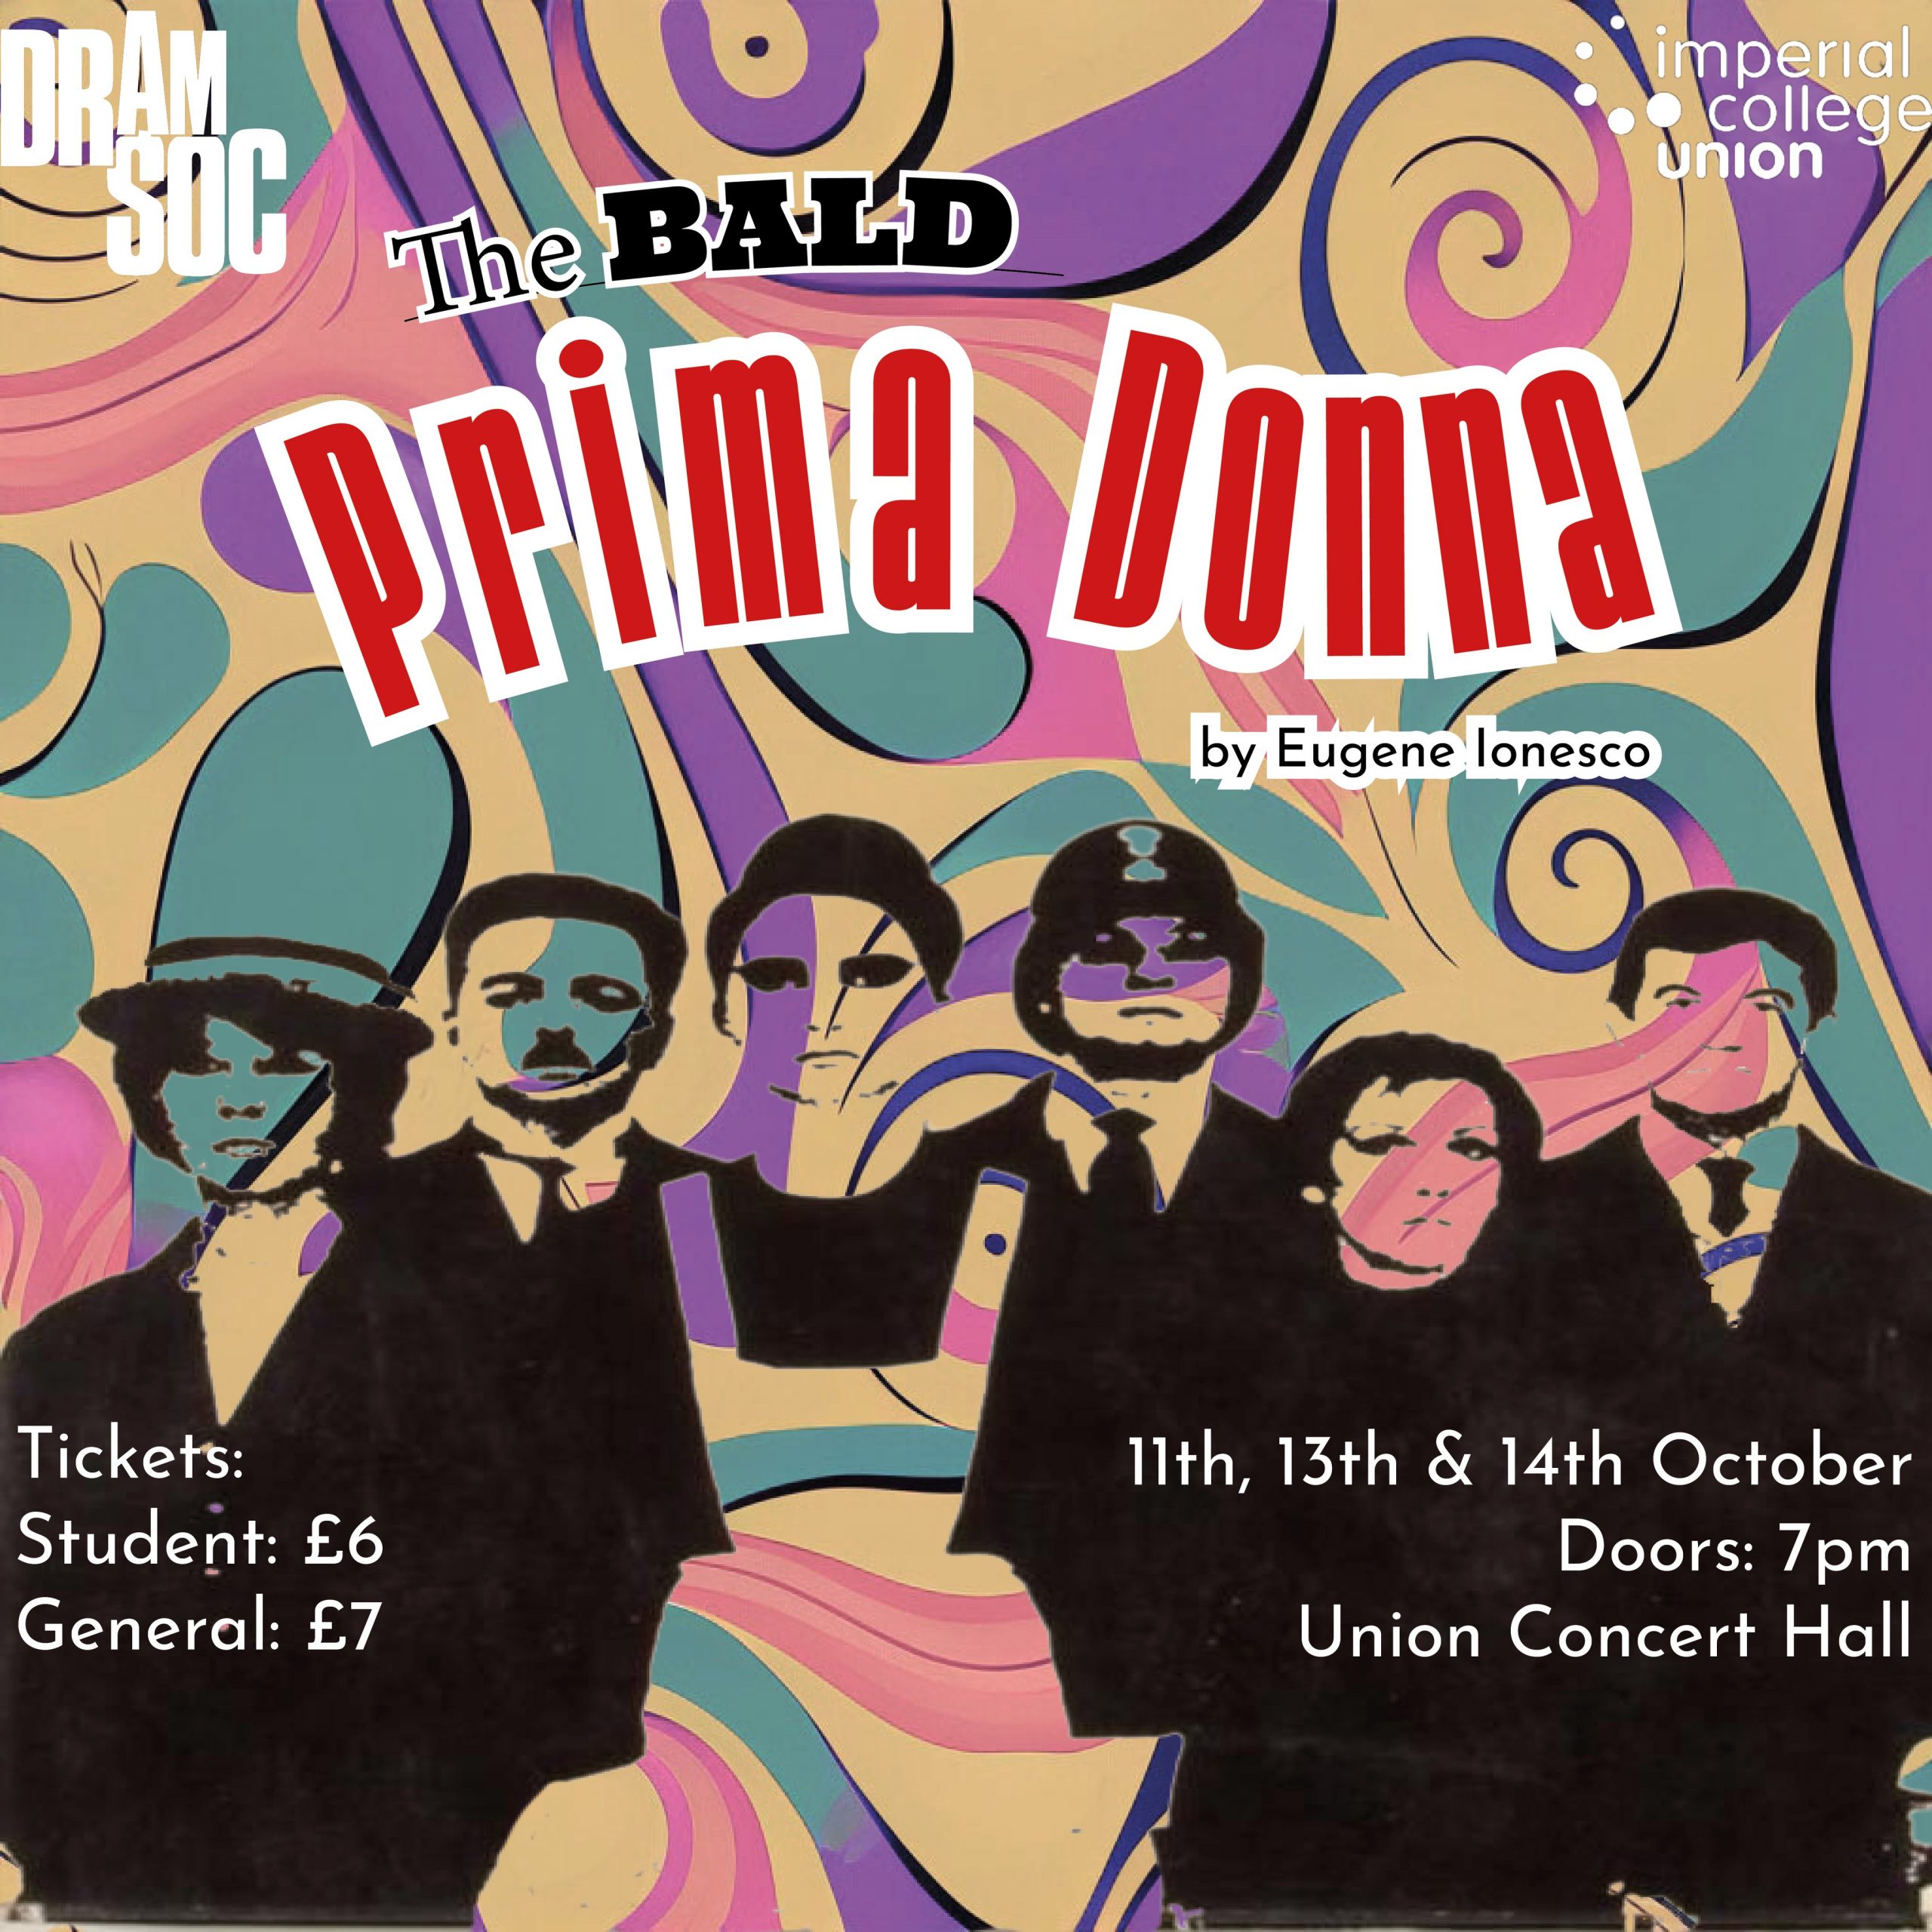 DRAM
SOC
imperial
college
union
The BALD
Prima Donna
by Eugene Ionesco
Tickets:
Student: £6
General: £7
11th, 13th & 14th October
Doors: 7pm
Union Concert Hall